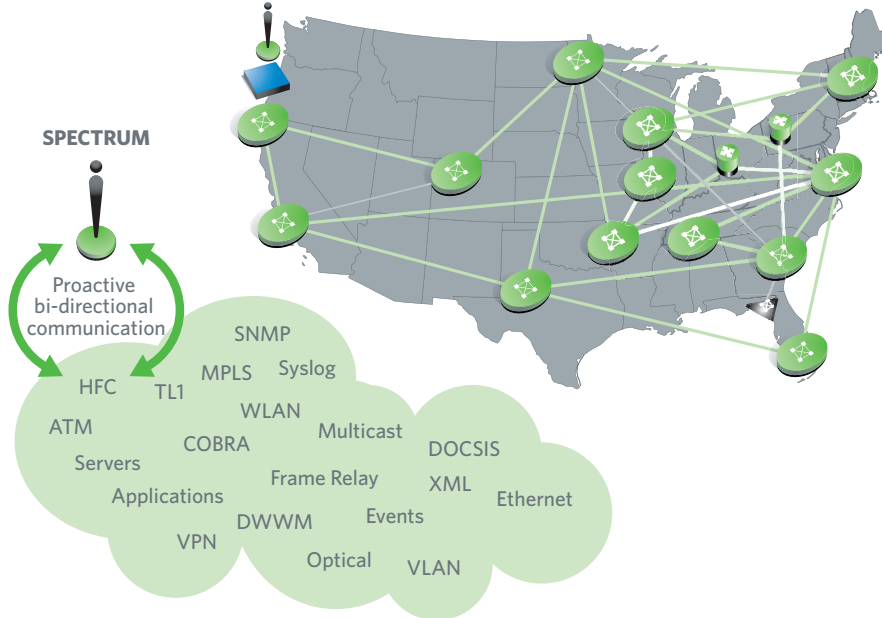 SPECTRUM
Proactive
bi-directional
communication
SNMP
MPLS
Syslog
HFC
TL1
WLAN
ATM
COBRA
Multicast
DOCSIS
Servers
Frame Relay
XML
Applications
Ethernet
DWWM
Events
VPN
Optical
VLAN